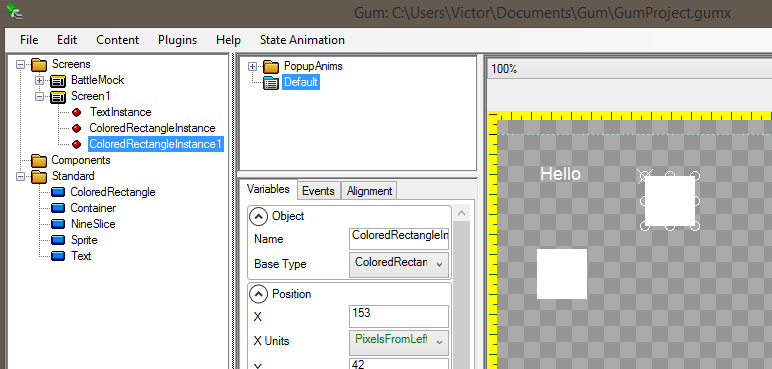 Gum: C:\Users\Victor\Documents\Gum\GumProject.gumx
File Edit Content Plugins Help State Animation
Screens
BattleMock
Screen1
TextInstance
ColoredRectangleInstance
ColoredRectangleInstance1
Components
Standard
ColoredRectangle
Container
NineSlice
Sprite
Text
PopupAnims
Default
Variables Events Alignment
Object
Name ColoredRectangleIn
Base Type ColoredRectan
Position
X 153
X Units PixelsFromLeft
Y 42
100%
Hello